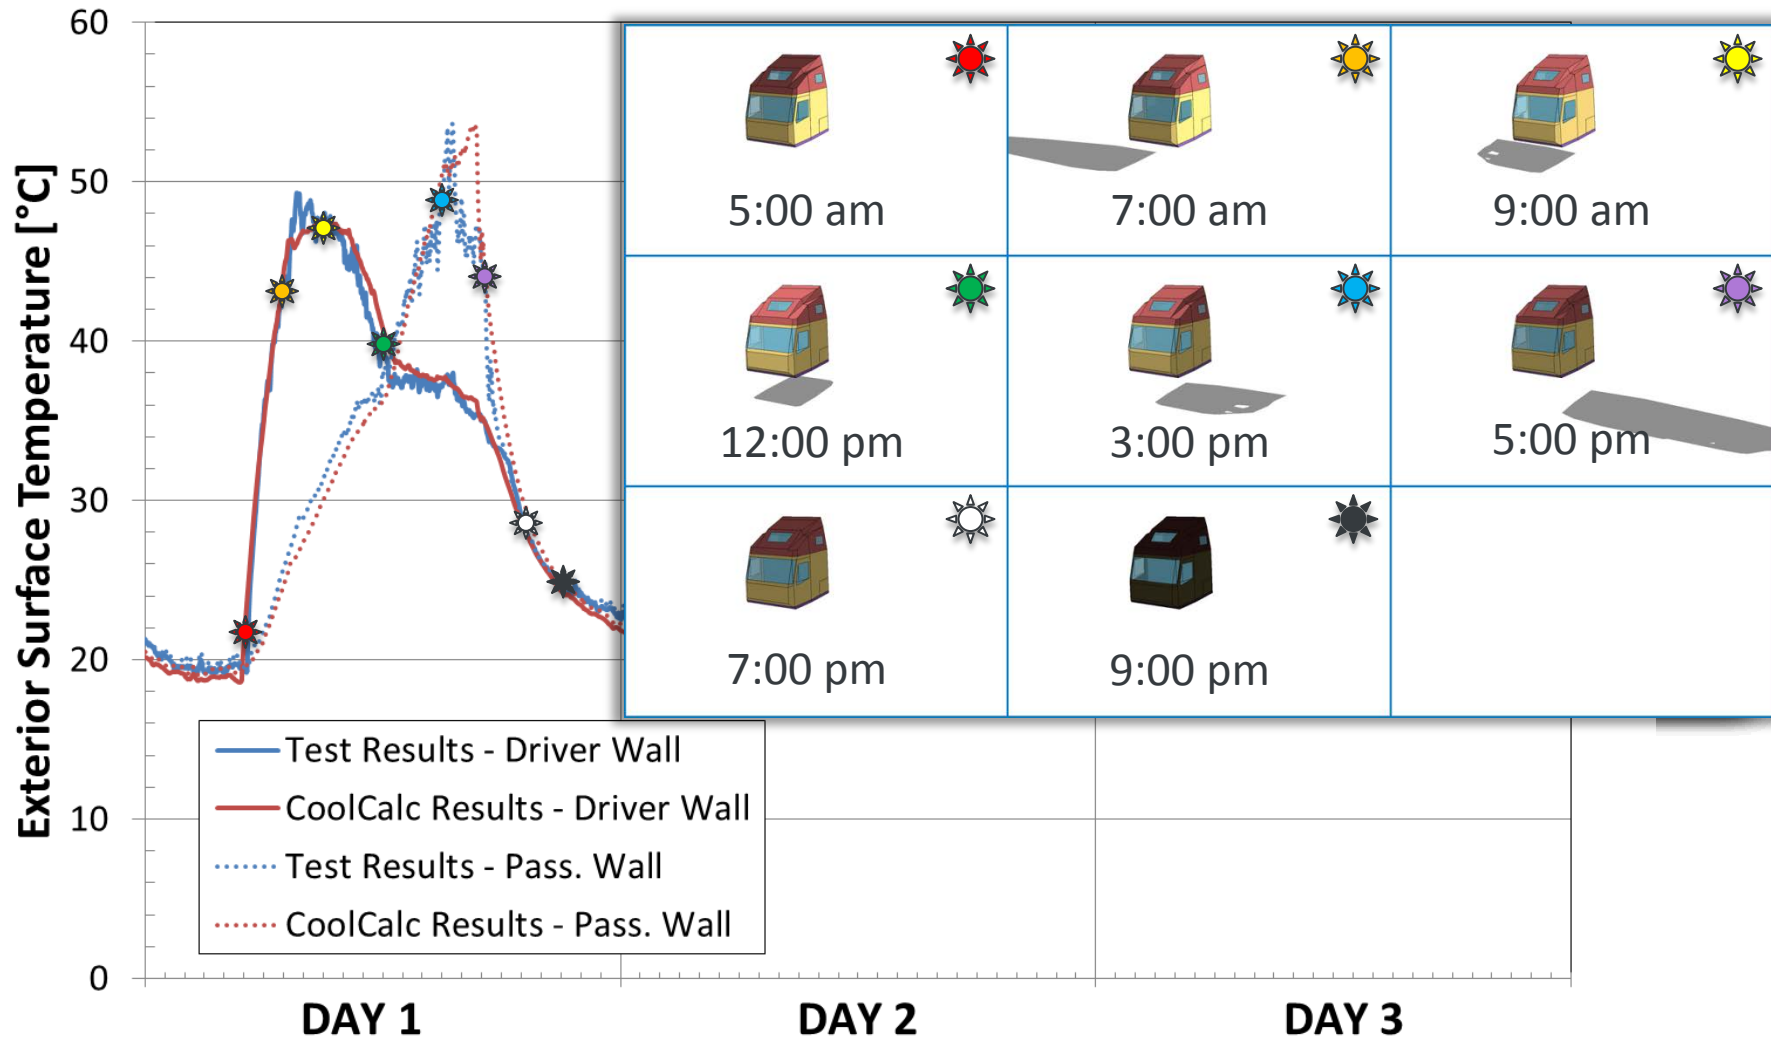 Exterior Surface Temperature [°C]
60
50
40
30
20
10
0
5:00 am
7:00 am
9:00 am
12:00 pm
3:00 pm
5:00 pm
7:00 pm
9:00 pm
Test Results - Driver Wall
CoolCalc Results - Driver Wall
Test Results - Pass. Wall
CoolCalc Results - Pass. Wall
DAY 1
DAY 2
DAY 3